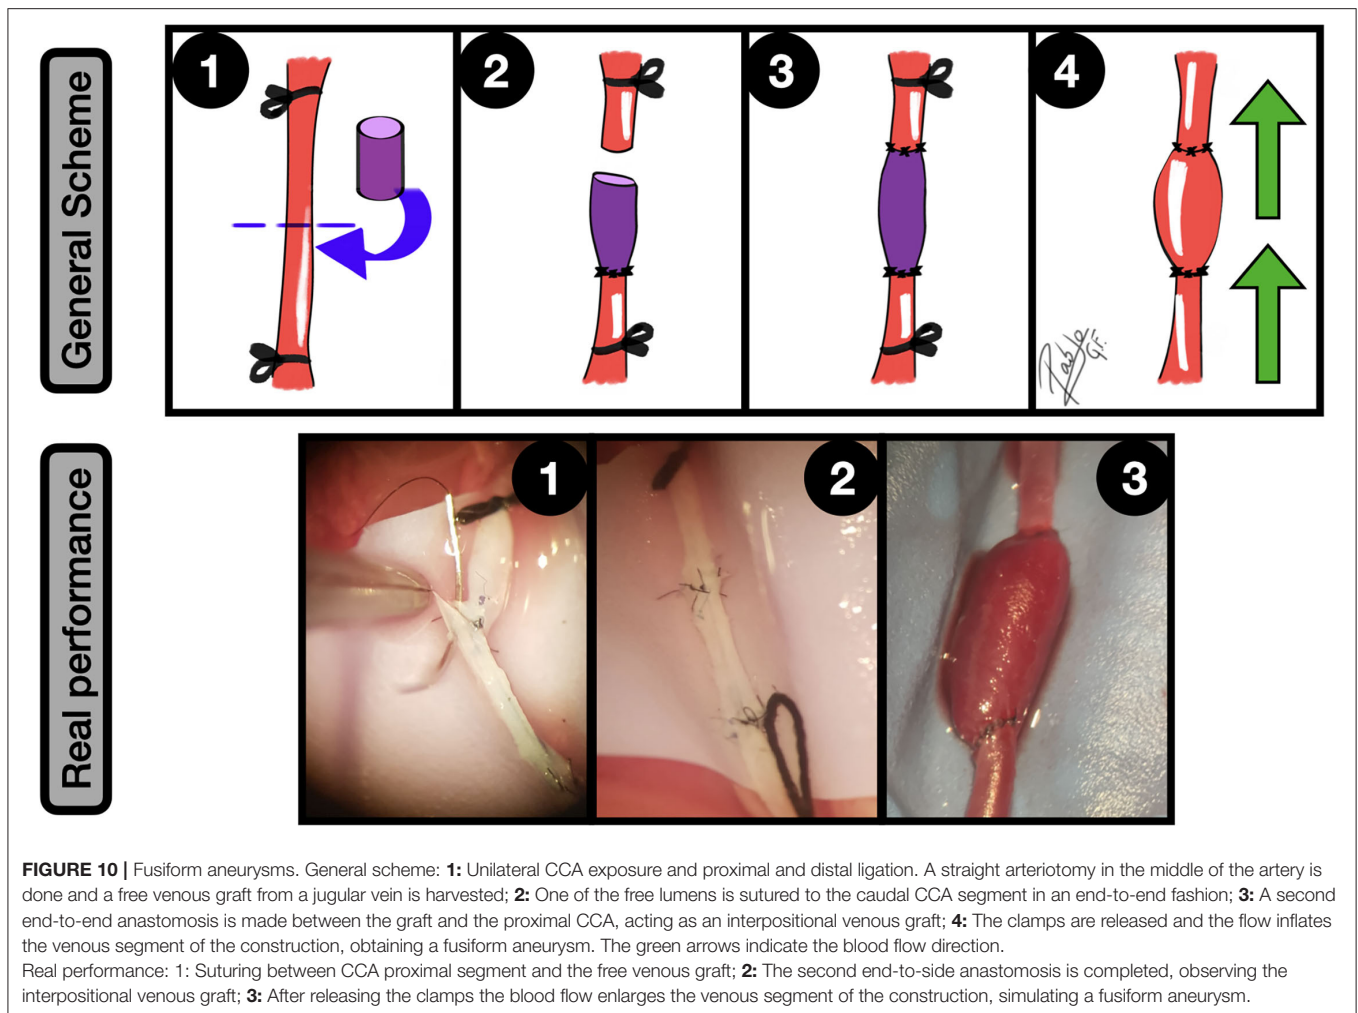 General Scheme
1
2
3
4
Pablo
G.F.
Real performance
1
2
3
FIGURE 10 | Fusiform aneurysms. General scheme: 1: Unilateral CCA exposure and proximal and distal ligation. A straight arteriotomy in the middle of the artery is
done and a free venous graft from a jugular vein is harvested; 2: One of the free lumens is sutured to the caudal CCA segment in an end-to-end fashion; 3: A second
end-to-end anastomosis is made between the graft and the proximal CCA, acting as an interpositional venous graft; 4: The clamps are released and the flow inflates
the venous segment of the construction, obtaining a fusiform aneurysm. The green arrows indicate the blood flow direction.
Real performance: 1: Suturing between CCA proximal segment and the free venous graft; 2: The second end-to-side anastomosis is completed, observing the
interpositional venous graft; 3: After releasing the clamps the blood flow enlarges the venous segment of the construction, simulating a fusiform aneurysm.